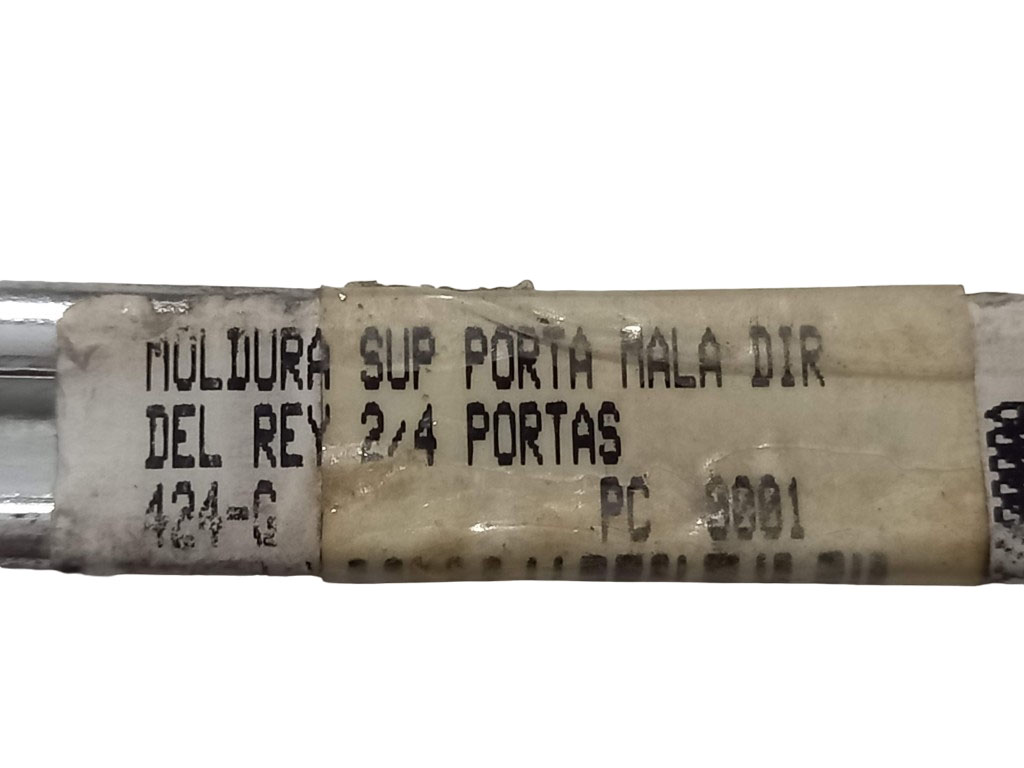 MOLDURA SUP PORTA MALA DIR
DEL REY 2/4 PORTAS
424-G PC 0001